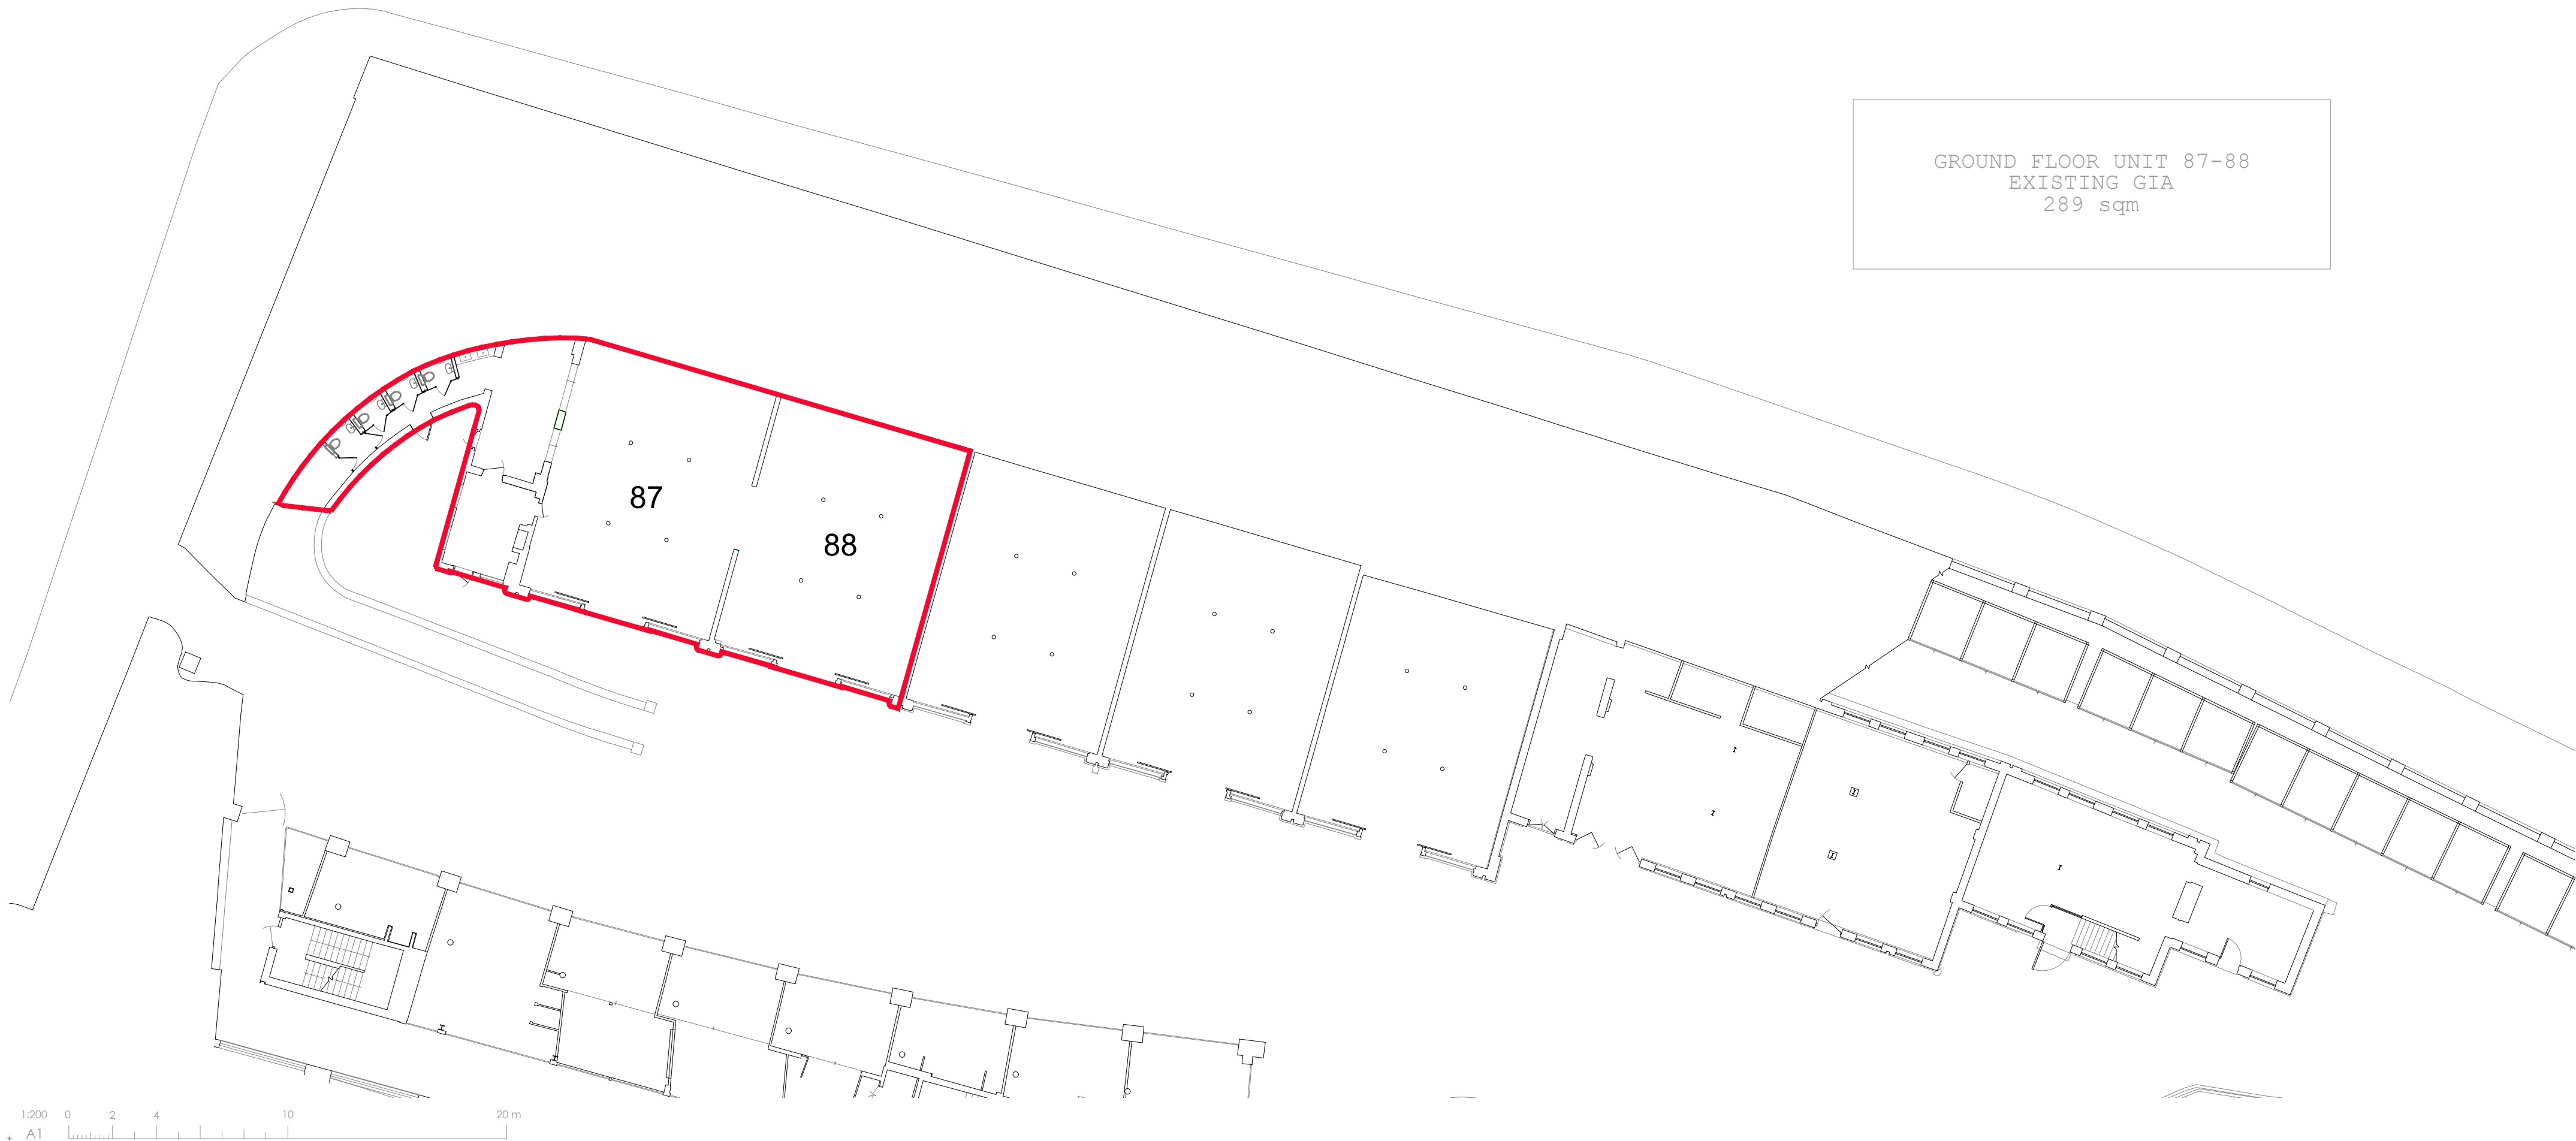 GROUND FLOOR UNIT 87-88
EXISTING GIA
289 sqm
87
88
1:200 0 2 4 10 20 m
A1